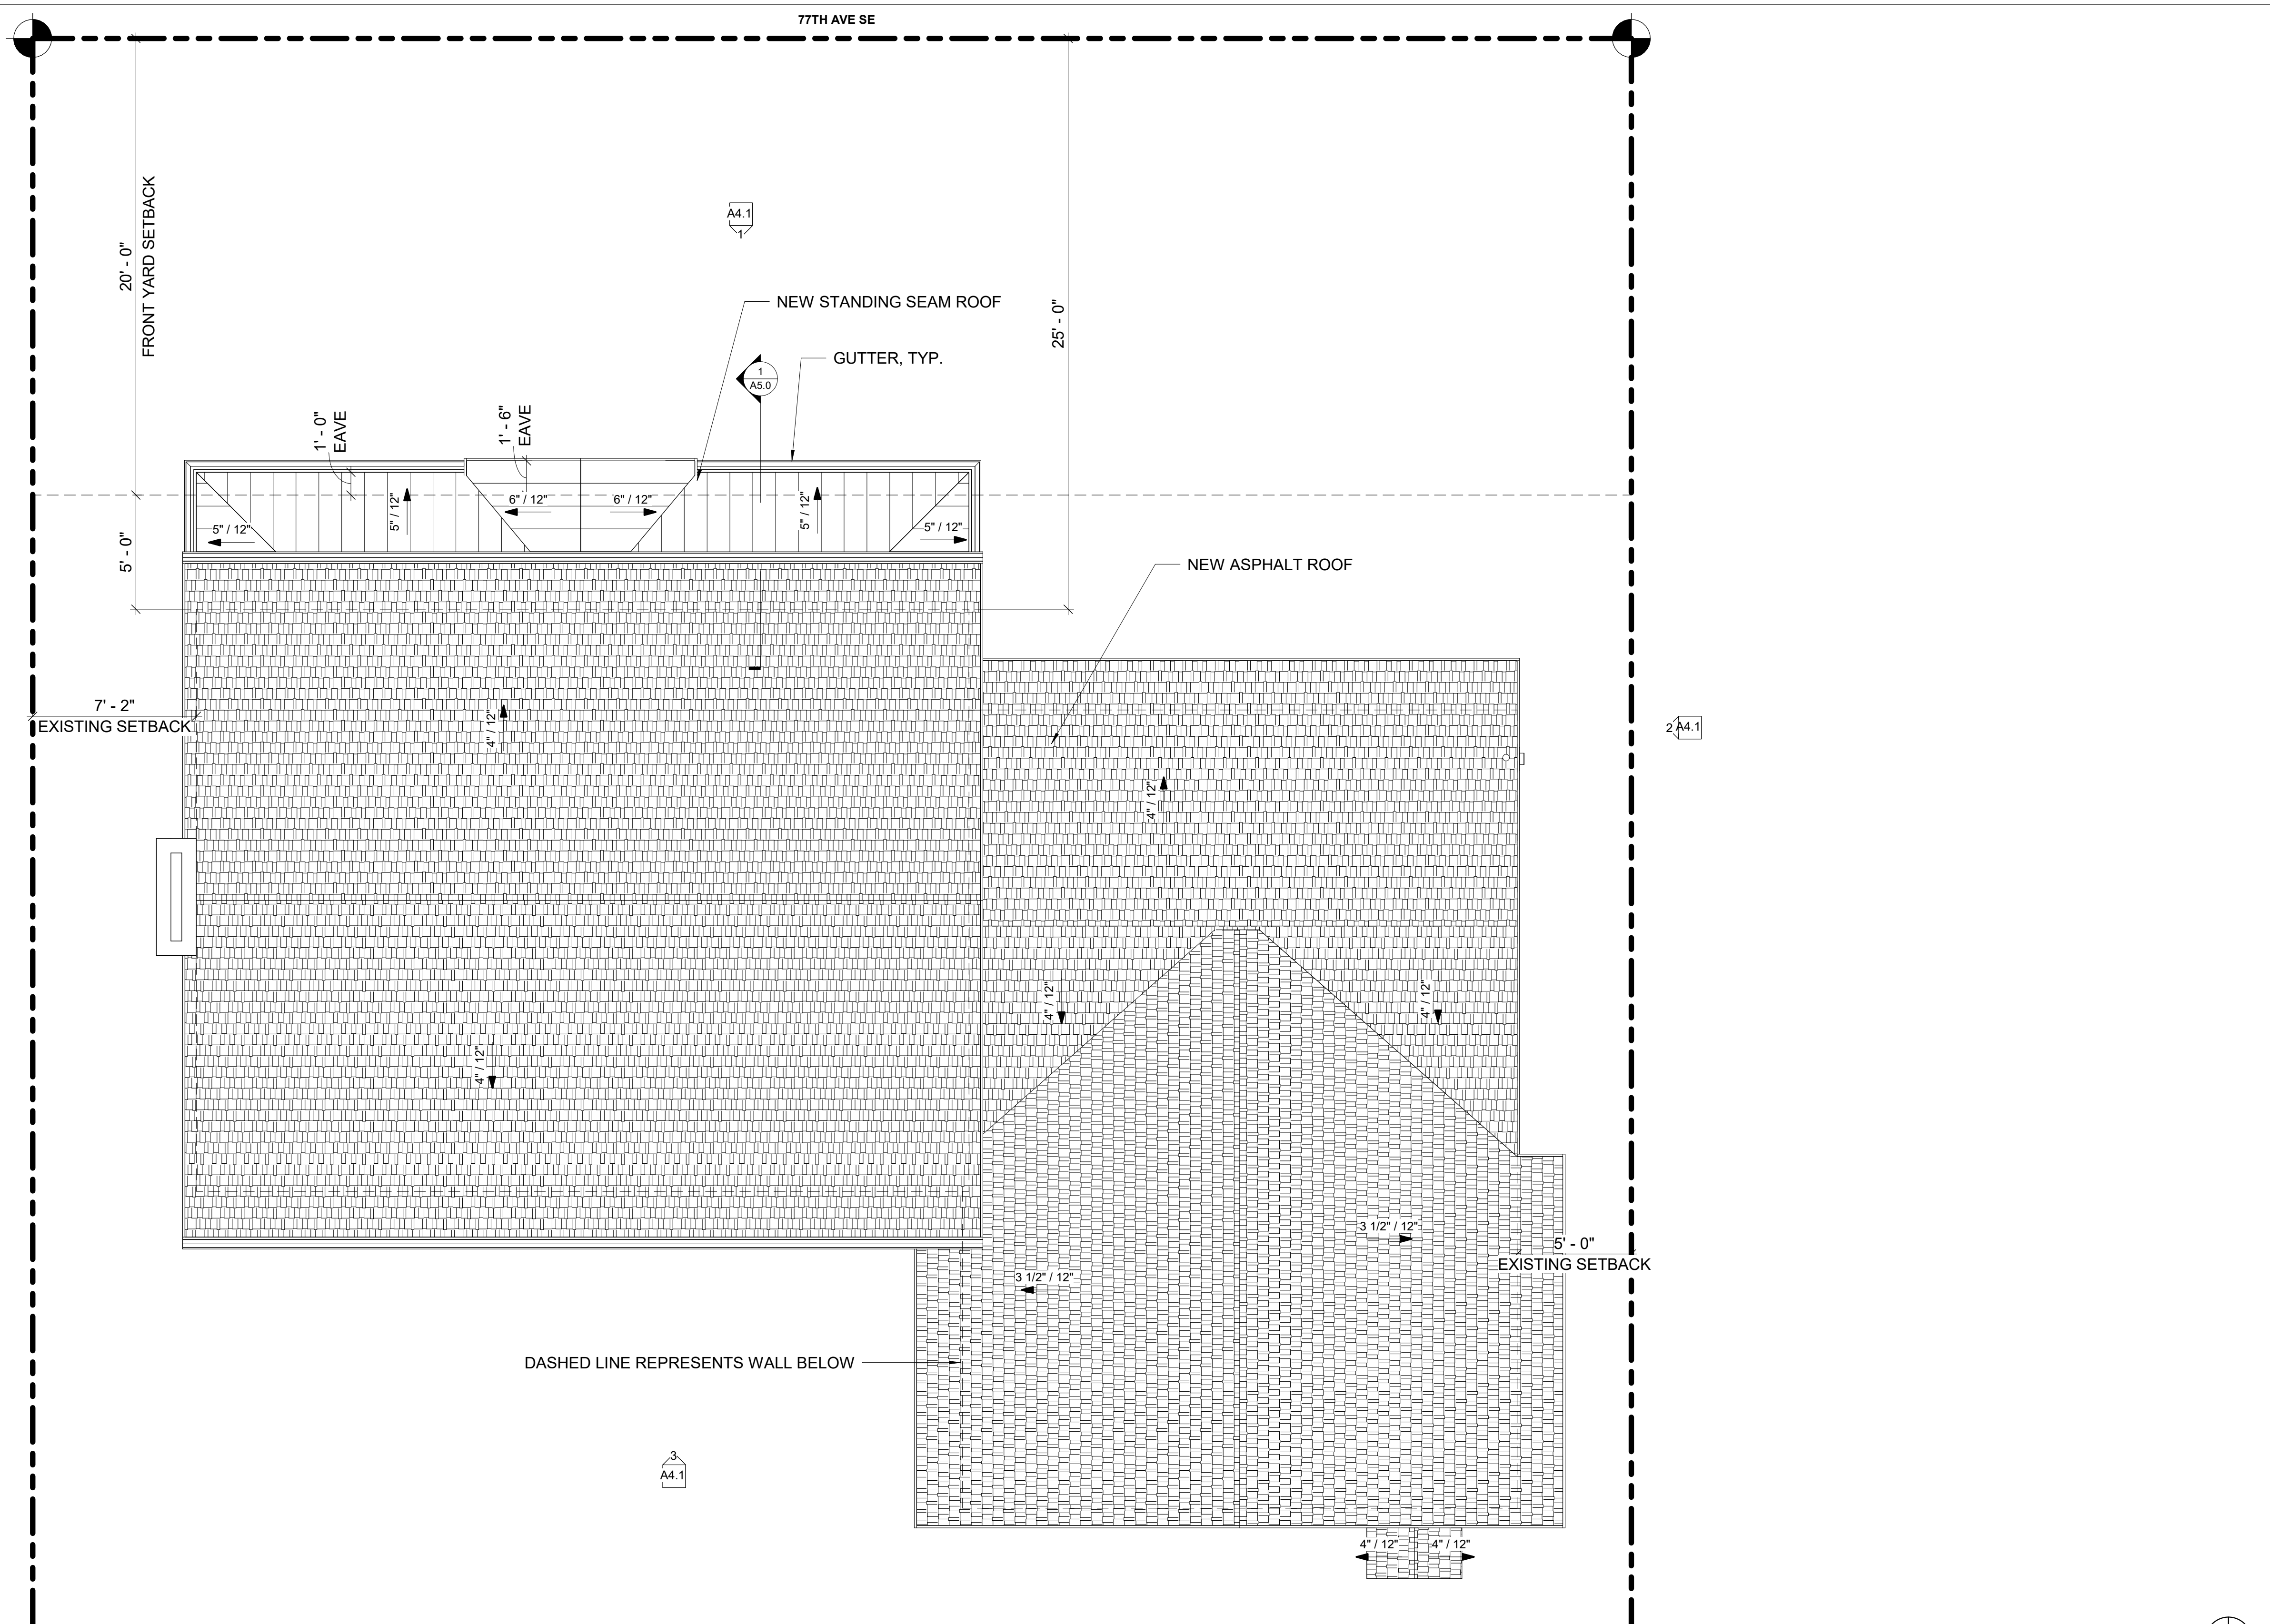 77TH AVE SE
20' - 0"
FRONT YARD SETBACK
A4.1
1
NEW STANDING SEAM ROOF
25' - 0"
GUTTER, TYP.
1
A5.0
1' - 0"
EAVE
1' - 6"
EAVE
5" / 12"
5" / 12"
6" / 12"
6" / 12"
5" / 12"
5" / 12"
5' - 0"
NEW ASPHALT ROOF
7' - 2"
EXISTING SETBACK
4" / 12"
2 A4.1
4" / 12"
4" / 12"
4" / 12"
4" / 12"
3 1/2" / 12"
5' - 0"
EXISTING SETBACK
3 1/2" / 12"
DASHED LINE REPRESENTS WALL BELOW
3
A4.1
4" / 12"
4" / 12"